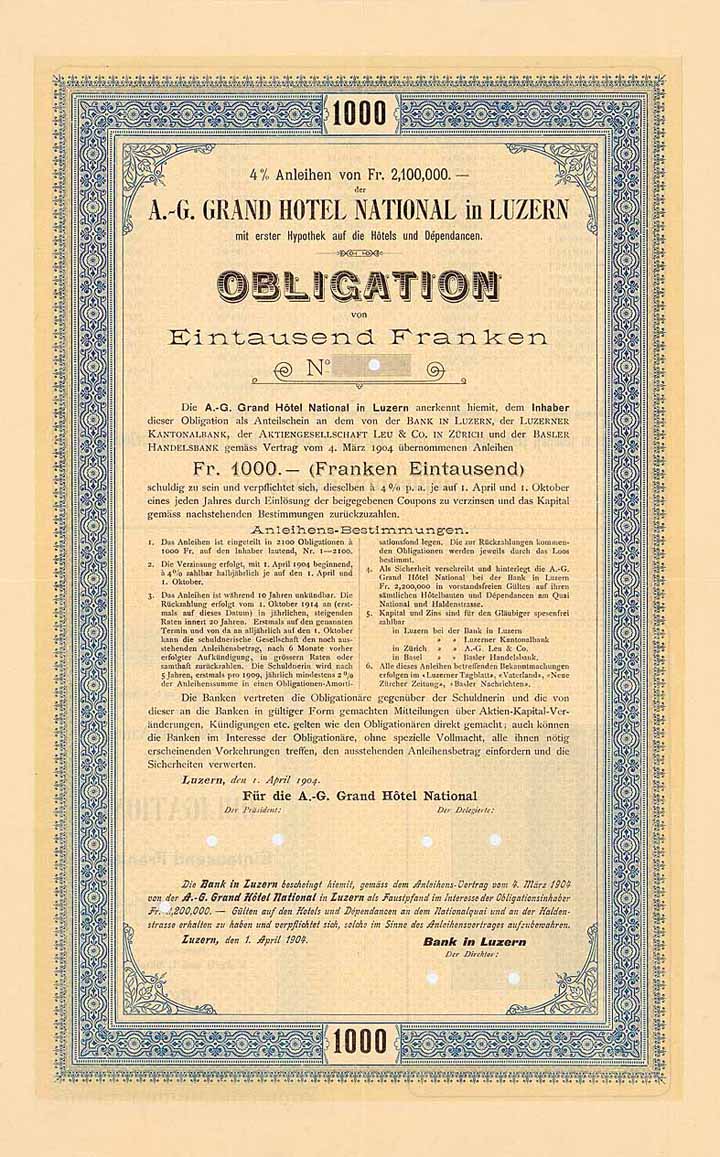 1000
4% Anleihen von Fr. 2,100,000. —
der
A.-G. GRAND HOTEL NATIONAL in LUZERN
mit erster Hypothek auf die Hôtels und Dépendancen.
OBLIGATION
von
Eintausend Franken
No
Die A.-G. Grand Hôtel National in Luzern anerkennt hiemit, dem Inhaber
dieser Obligation als Anteilschein an dem von der BANK IN LUZERN, der LUZERNER
KANTONALBANK, der AKTIENGESELLSCHAFT LEU & CO. IN ZÜRICH und der BASLER
HANDELSBANK gemäss Vertrag vom 4. März 1904 übernommenen Anleihen
Fr. 1000.— (Franken Eintausend)
schuldig zu sein und verpflichtet sich, dieselben à 4% p. a. je auf 1. April und 1. Oktober
eines jeden Jahres durch Einlösung der beigegebenen Coupons zu verzinsen und das Kapital
gemäss nachstehenden Bestimmungen zurückzuzahlen.
Anleihens-Bestimmungen.
1. Das Anleihen ist eingeteilt in 2100 Obligationen à
1000 Fr. auf den Inhaber lautend, Nr. 1—2100.
2. Die Verzinsung erfolgt, mit 1. April 1904 beginnend,
à 4% zahlbar halbjährlich je auf den 1. April und
1. Oktober.
3. Das Anleihen ist während 10 Jahren unkündbar. Die
Rückzahlung erfolgt vom 1. Oktober 1914 an (erst-
mals auf dieses Datum) in jährlichen, steigenden
Raten innert 20 Jahren. Erstmals auf den genannten
Termin und von da an alljährlich auf den 1. Oktober
kann die schuldnerische Gesellschaft den noch aus-
stehenden Anleihensbetrag, nach 6 Monate vorher
erfolgter Aufkündigung, in grössern Raten oder
samthaft zurückzahlen. Die Schuldnerin wird nach
5 Jahren, erstmals pro 1909, jährlich mindestens 2%
der Anleihenssumme in einen Obligationen-Amorti-
sationsfond legen. Die zur Rückzahlung kommen-
den Obligationen werden jeweils durch das Loos
bestimmt.
4. Als Sicherheit verschreibt und hinterlegt die A.-G.
Grand Hôtel National bei der Bank in Luzern
Fr. 2,200,000 in vorstandsfreien Gülten auf ihren
sämtlichen Hôtelbauten und Dépendancen am Quai
National und Haldenstrasse.
5. Kapital und Zins sind für den Gläubiger spesenfrei
zahlbar
in Luzern bei der Bank in Luzern
» » Luzerner Kantonalbank
in Zürich » » A.-G. Leu & Co.
in Basel » » Basler Handelsbank.
6. Alle dieses Anleihen betreffenden Bekanntmachungen
erfolgen im «Luzerner Tagblatt», «Vaterland», «Neue
Zürcher Zeitung», «Basler Nachrichten».
Die Banken vertreten die Obligationäre gegenüber der Schuldnerin und die von
dieser an die Banken in gültiger Form gemachten Mitteilungen über Aktien-Kapital-Ver-
änderungen, Kündigungen etc. gelten wie den Obligationären direkt gemacht; auch können
die Banken im Interesse der Obligationäre, ohne spezielle Vollmacht, alle ihnen nötig
erscheinenden Vorkehrungen treffen, den ausstehenden Anleihensbetrag einfordern und die
Sicherheiten verwerten.
Luzern, den 1. April 1904.
Für die A.-G. Grand Hôtel National
Der Präsident: Der Delegierte:
Die Bank in Luzern bescheingt hiemit, gemäss dem Anleihens-Vertrag vom 4. März 1904
von der A.-G. Grand Hôtel National in Luzern als Faustpfand im Interesse der Obligationsinhaber
Fr. 2,200,000. — Gülten auf den Hotels und Dépendancen an dem Nationalquai und an der Halden-
strasse erhalten zu haben und verpflichtet sich, solche im Sinne des Anleihensvertrages aufzubewahren.
Luzern, den 1. April 1904. Bank in Luzern
Der Direktor:
1000